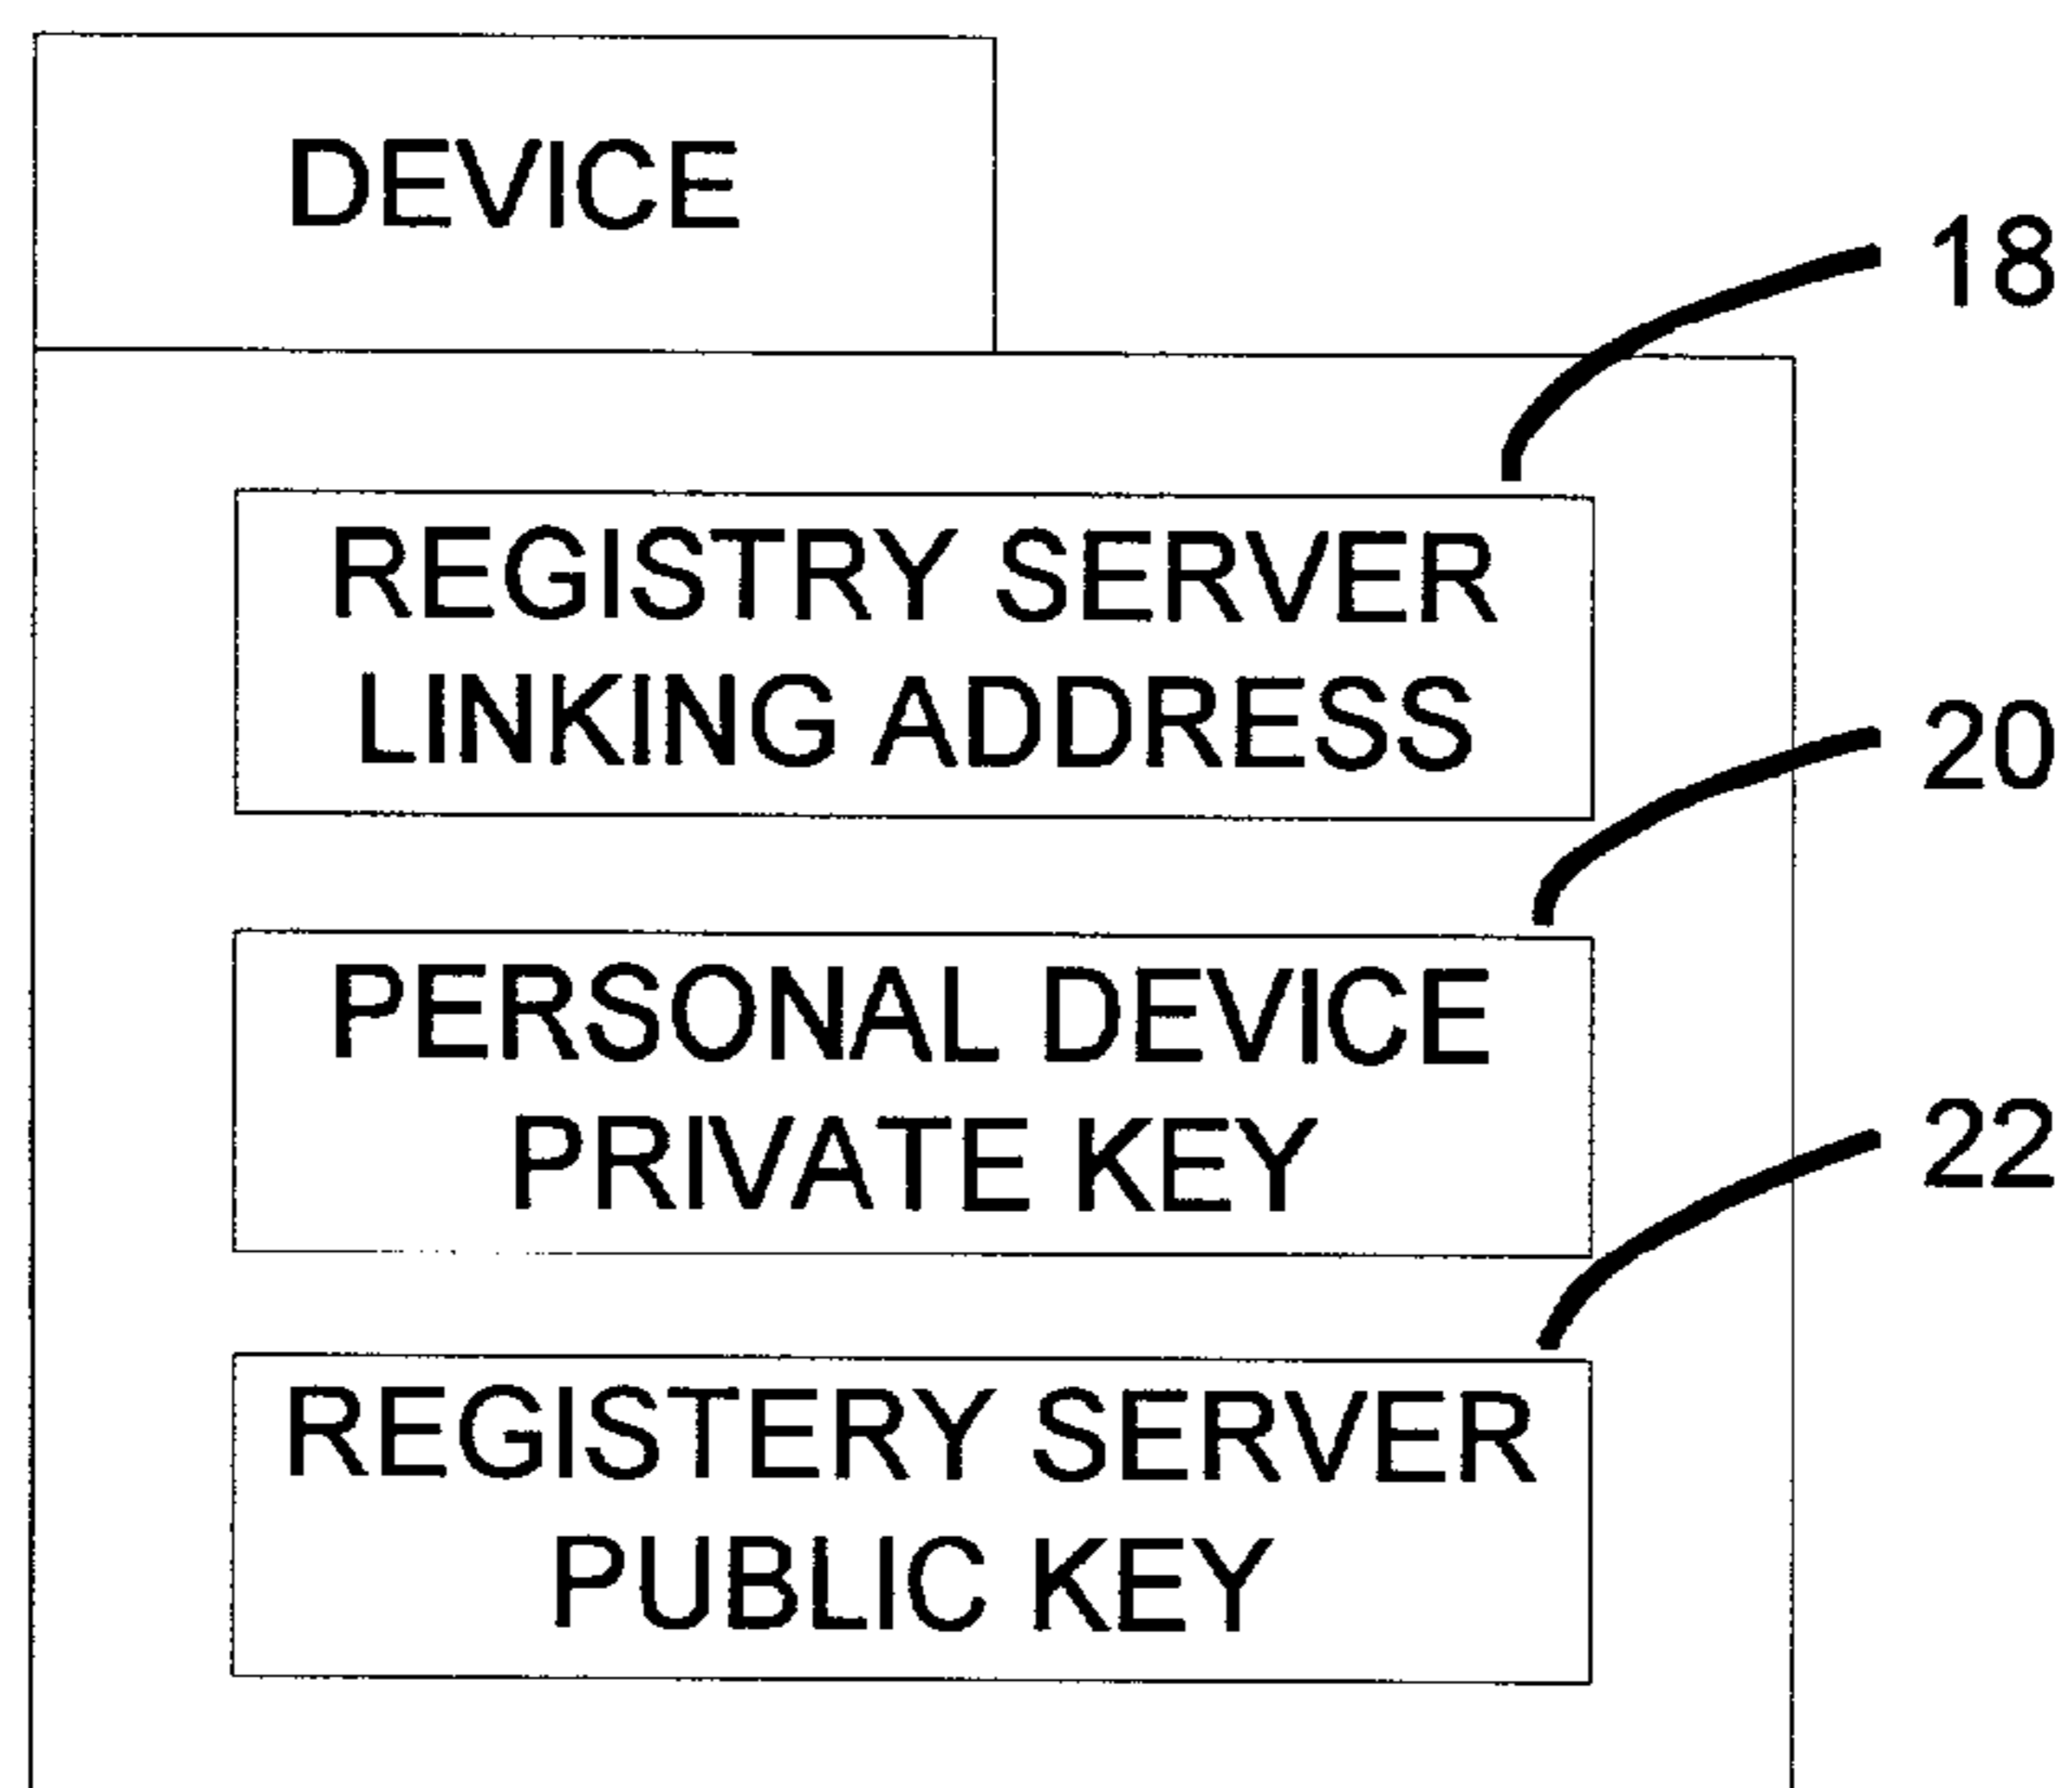 DEVICE
18
REGISTRY SERVER
LINKING ADDRESS
20
PERSONAL DEVICE
PRIVATE KEY
22
REGISTERY SERVER
PUBLIC KEY